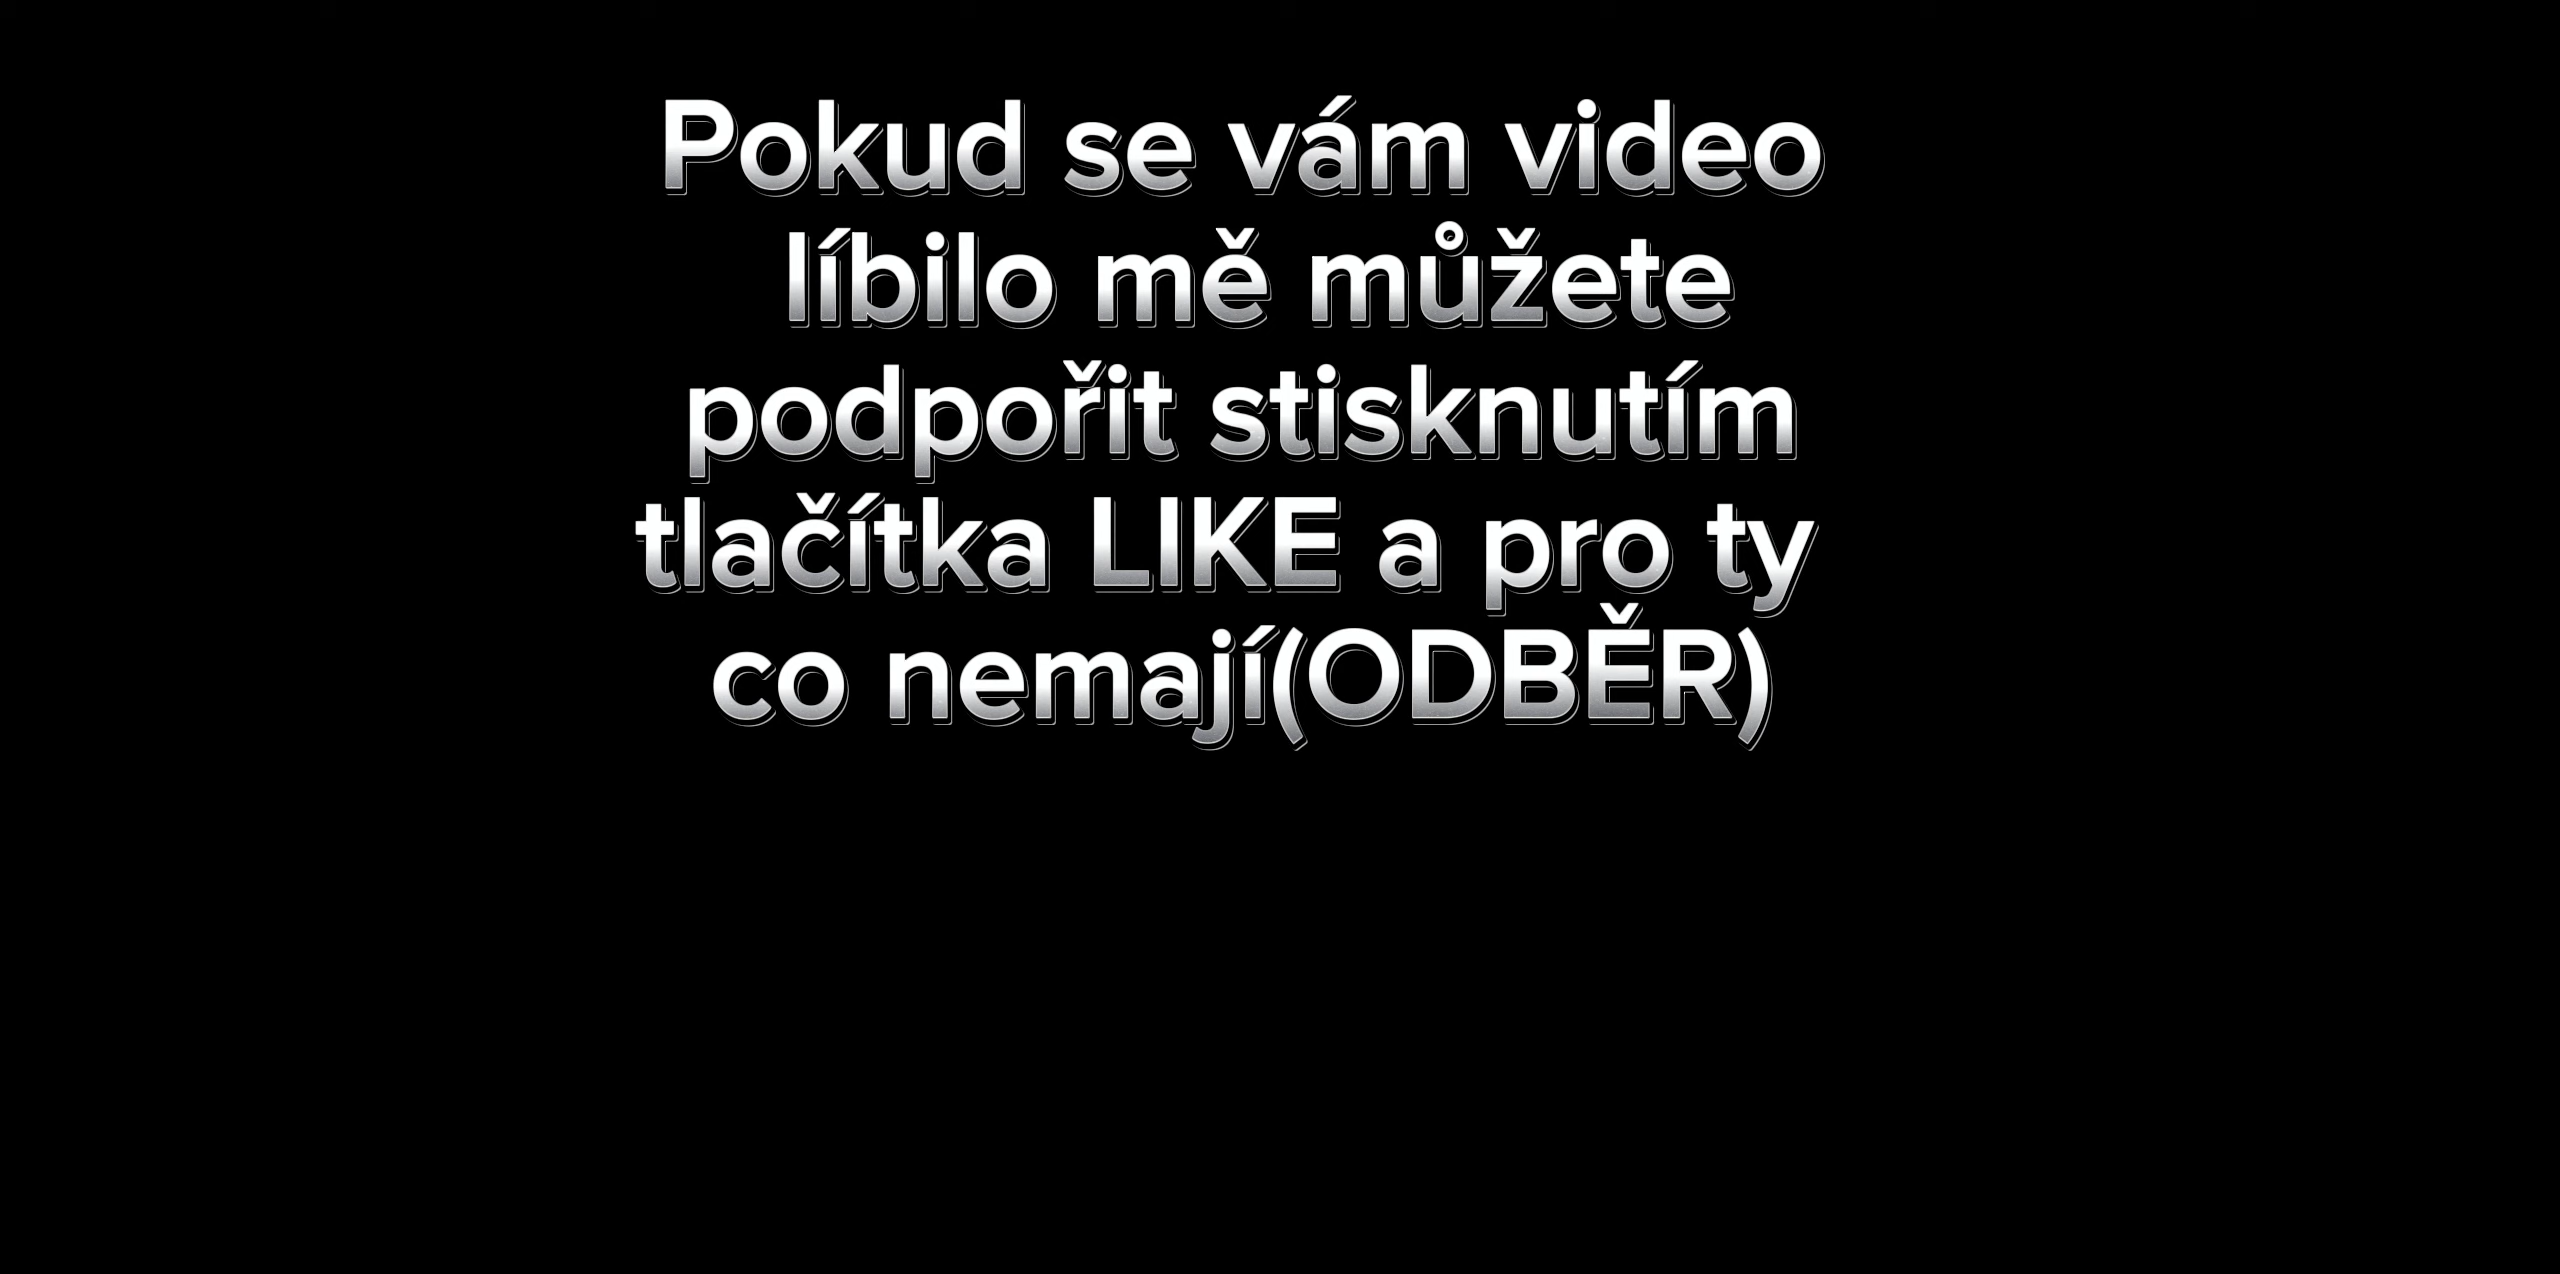 Pokud se vám video
líbilo mě můžete
podpořit stisknutím
tlačítka LIKE a pro ty
co nemají(ODBĚR)